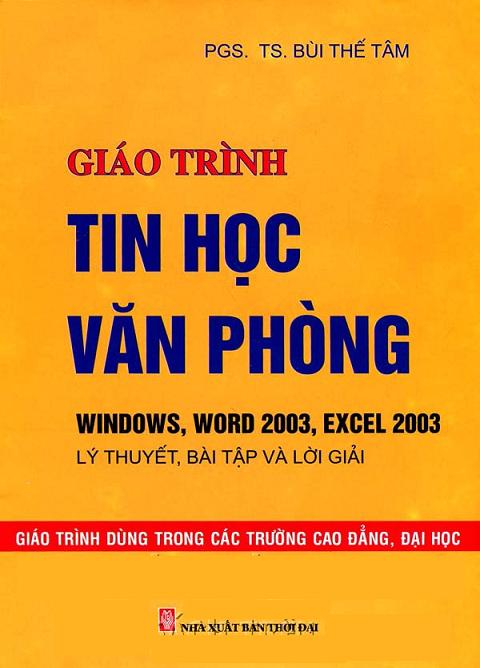 PGS. TS. BÙI THẾ TÂM
GIÁO TRÌNH
TIN HỌC
VĂN PHÒNG
WINDOWS, WORD 2003, EXCEL 2003
LÝ THUYẾT, BÀI TẬP VÀ LỜI GIẢI
GIÁO TRÌNH DÙNG TRONG CÁC TRƯỜNG CAO ĐẲNG, ĐẠI HỌC
NHÀ XUẤT BẢN THỜI ĐẠI